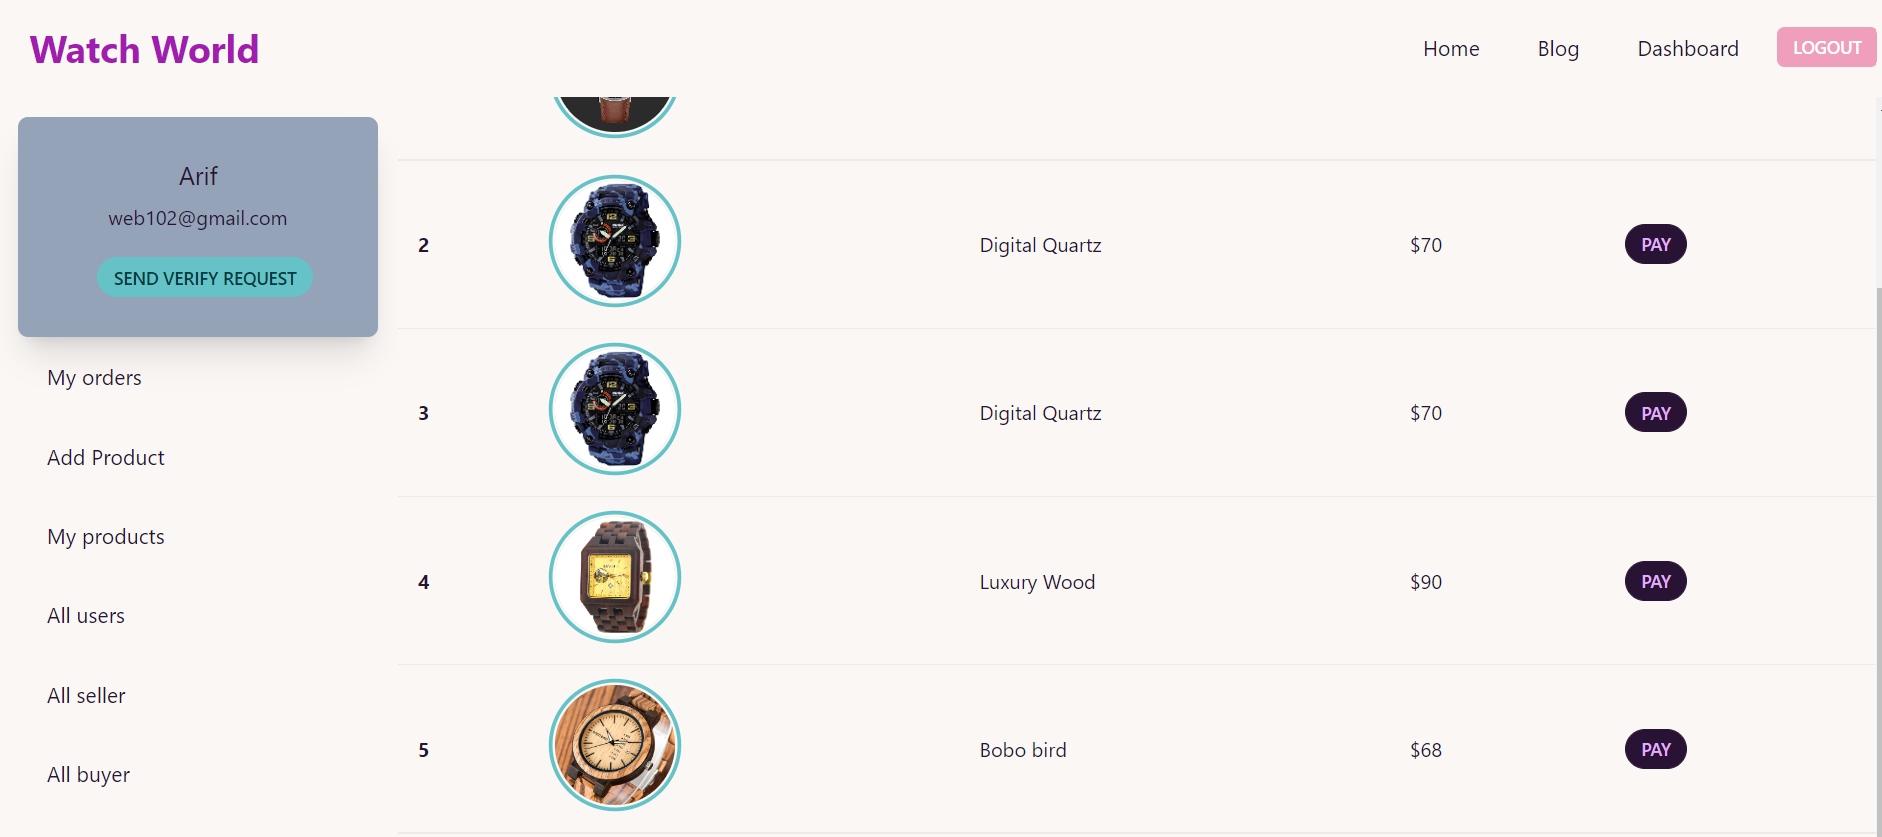 Watch World
Home
Blog
Dashboard
LOGOUT
Arif
web102@gmail.com
SEND VERIFY REQUEST
My orders
Add Product
My products
All users
All seller
All buyer
2 Digital Quartz $70 PAY
3 Digital Quartz $70 PAY
4 Luxury Wood $90 PAY
5 Bobo bird $68 PAY